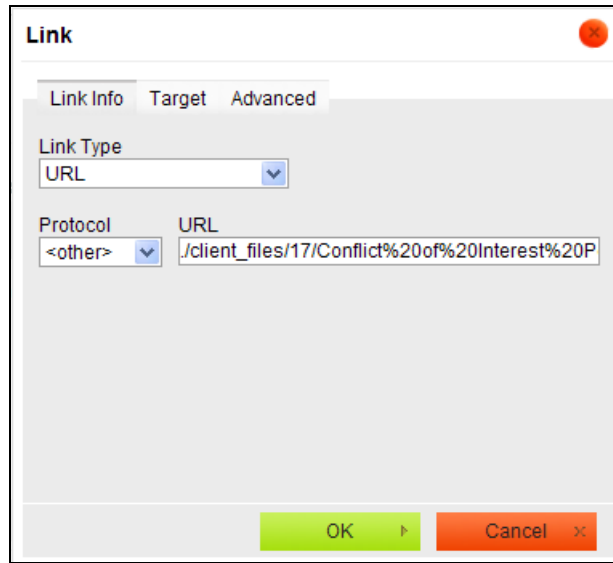 Link
Link Info Target Advanced
Link Type
URL
Protocol URL
<other> ./client_files/17/Conflict%20of%20Interest%20P
OK Cancel